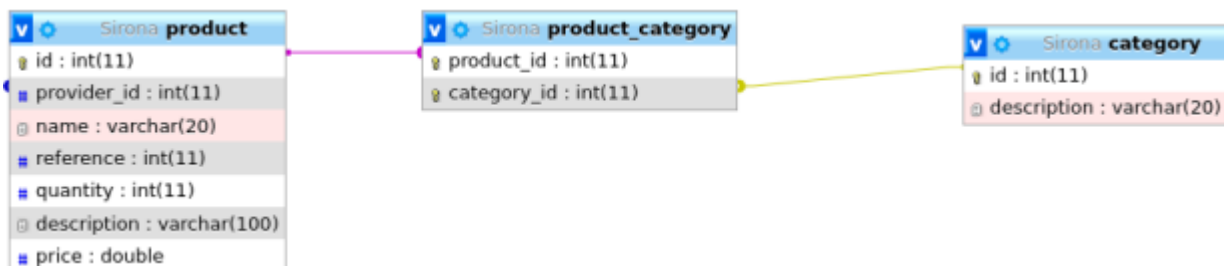 Sirona product
id : int(11)
provider_id : int(11)
name : varchar(20)
reference : int(11)
quantity : int(11)
description : varchar(100)
price : double
Sirona product_category
product_id : int(11)
category_id : int(11)
Sirona category
id : int(11)
description : varchar(20)